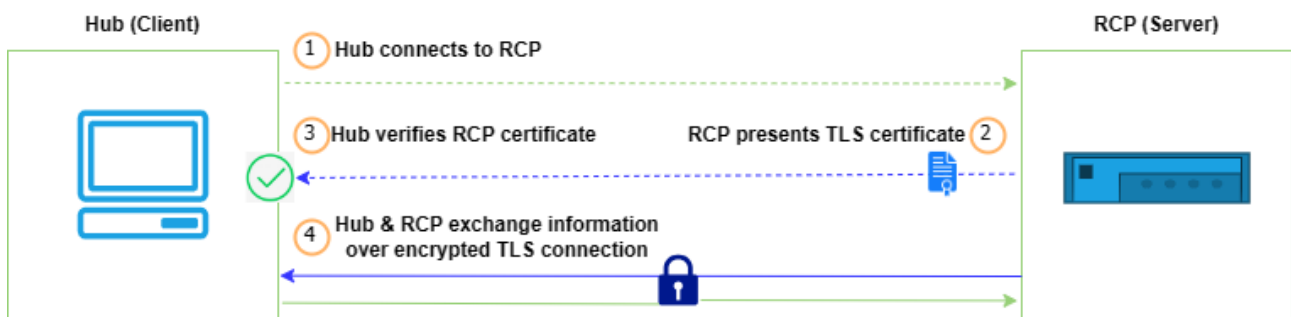 Hub (Client)
RCP (Server)
1 Hub connects to RCP
3 Hub verifies RCP certificate
RCP presents TLS certificate 2
4 Hub & RCP exchange information
over encrypted TLS connection